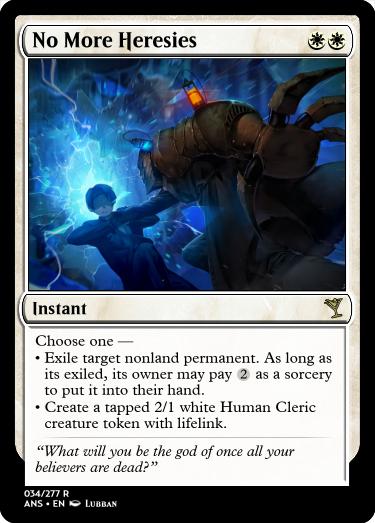 No More Heresies
Instant
Choose one —
• Exile target nonland permanent. As long as
its exiled, its owner may pay 2 as a sorcery
to put it into their hand.
• Create a tapped 2/1 white Human Cleric
creature token with lifelink.
“What will you be the god of once all your
believers are dead?”
034/277 R
ANS • EN Lubban